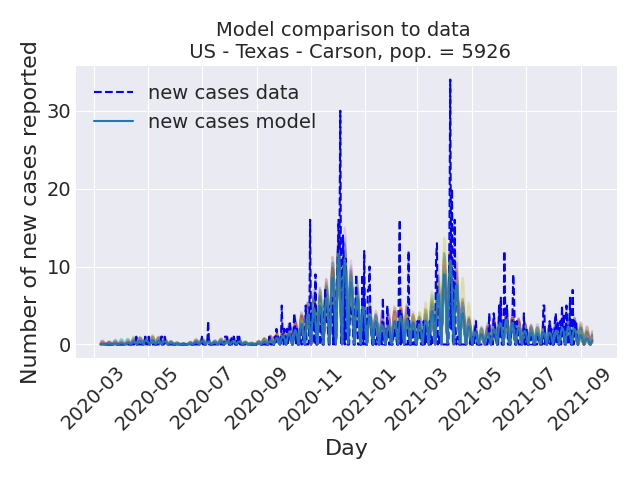 Model comparison to data
US - Texas - Carson, pop. = 5926
Number of new cases reported
new cases data
new cases model
30
20
10
0
2020-03
2020-05
2020-07
2020-09
2020-11
2021-01
2021-03
2021-05
2021-07
2021-09
Day